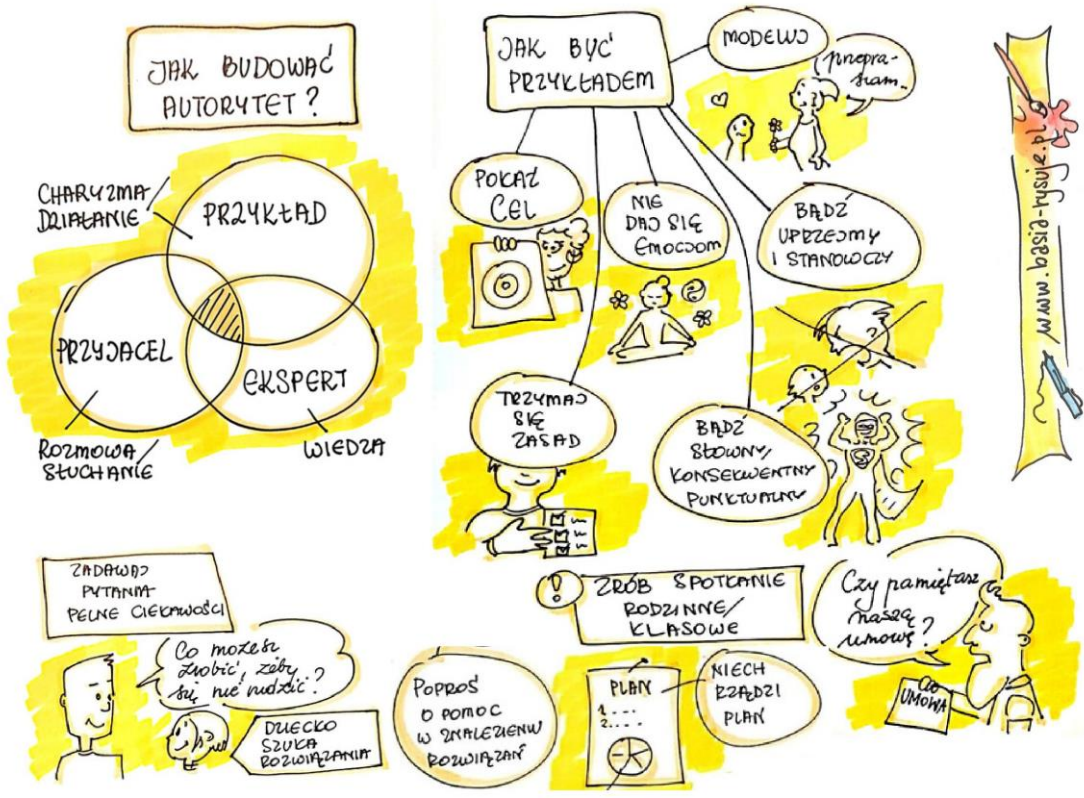 JAK BUDOWAĆ
AUTORYTET?
CHARYZMA/
DZIAŁANIE
PRZYKŁAD
PRZYJACEL
EKSPERT
ROZMOWA/
SŁUCHANIE
WIEDZA
JAK BYĆ
PRZYKŁADEM
MODELUJ
przepra-
szam.
POKAŻ
CEL
NIE
DAJ SIĘ
EMOCJOM
BĄDŹ
UPRZEJMY
I STANOWCZY
TRZYMAJ
SIĘ
ZASAD
BĄDŹ
SŁOWNY/
KONSEKWENTNY
PUNKTUALNY
www.basia-rysuje.pl
ZADAWAJ
PYTANIA
PEŁNE CIEKAWOŚCI
Co możesz
zrobić, żeby
się nie nudzić?
DZIECKO
SZUKA
ROZWIĄZANIA
POPROŚ
O POMOC
W ZNALEZIENIU
ROZWIĄZAŃ
! ZRÓB SPOTKANIE
RODZINNE/
KLASOWE
PLAN
1. ...
2. ...
NIECH
RZĄDZI
PLAN
Czy pamiętasz
naszą
umowę?
UMOWA